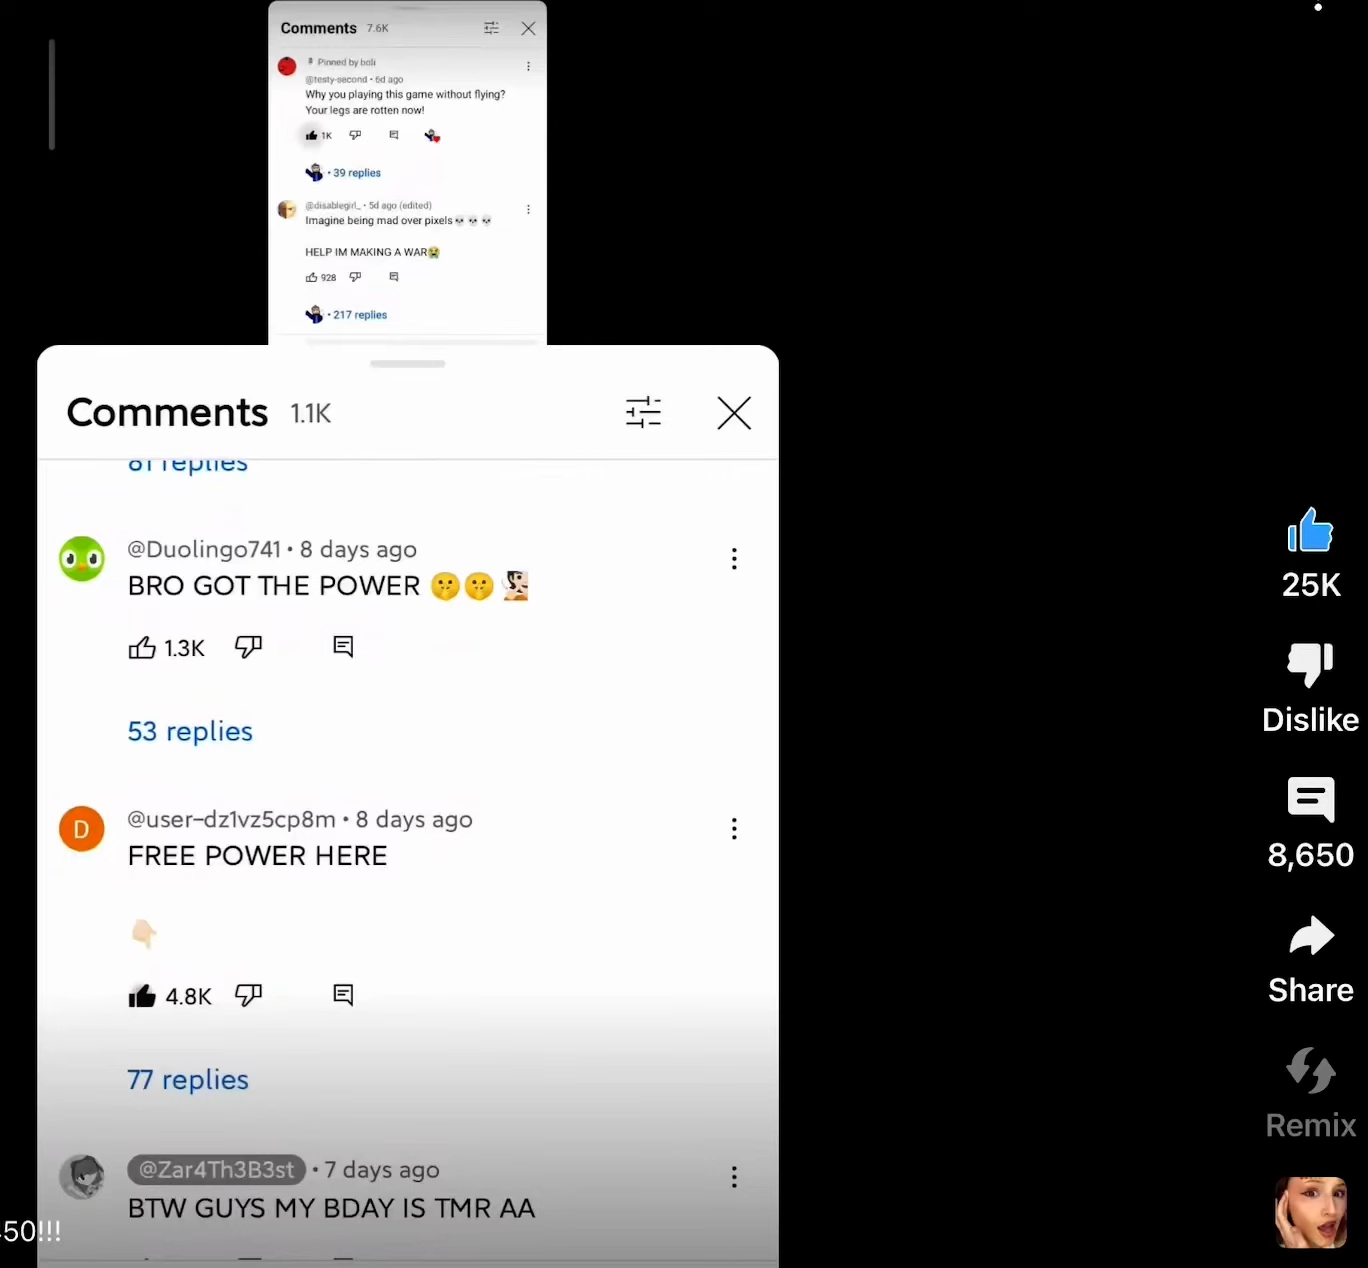 Comments 7.6K
Pinned by boli
@testy-second • 6d ago
Why you playing this game without flying?
Your legs are rotten now!
1K
• 39 replies
@disablegirl_ • 5d ago (edited)
Imagine being mad over pixels💀💀💀
HELP IM MAKING A WAR😭
928
• 217 replies
Comments 1.1K
81 replies
@Duolingo741 • 8 days ago
BRO GOT THE POWER 🤫🤫🧏🏻
1.3K
53 replies
D
@user-dz1vz5cp8m • 8 days ago
FREE POWER HERE
👇🏻
4.8K
77 replies
@Zar4Th3B3st • 7 days ago
BTW GUYS MY BDAY IS TMR AA
50!!!
25K
Dislike
8,650
Share
Remix